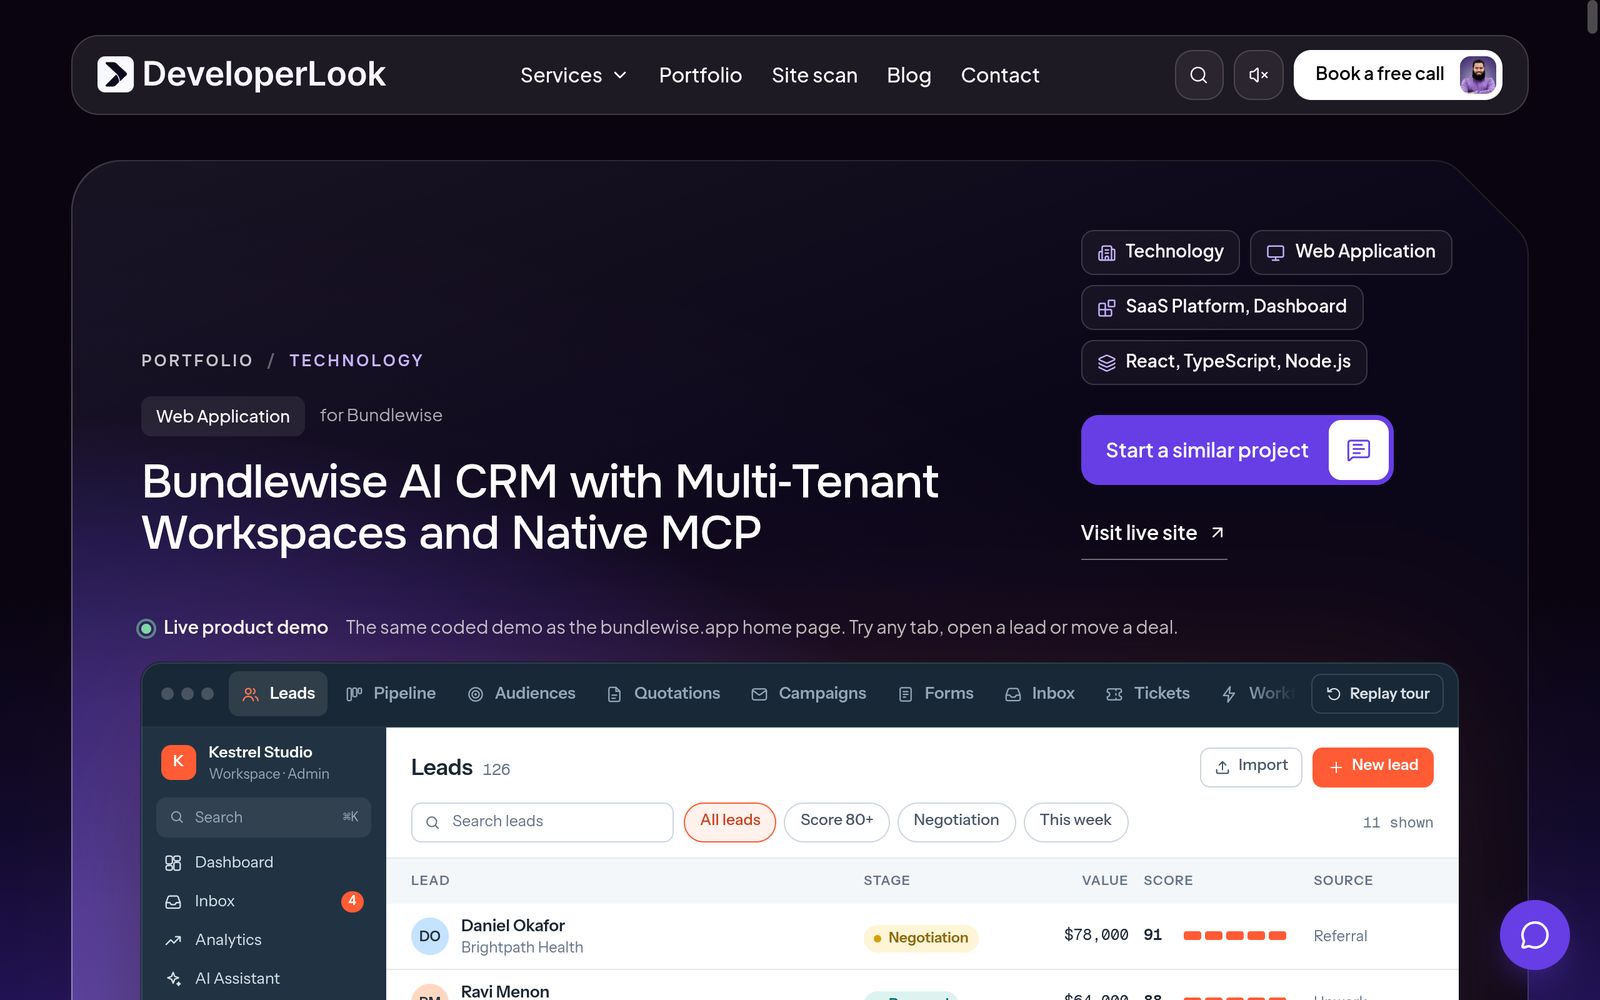 DeveloperLook
Services
Portfolio
Site scan
Blog
Contact
Book a free call
Technology
Web Application
SaaS Platform, Dashboard
React, TypeScript, Node.js
PORTFOLIO / TECHNOLOGY
Web Application
for Bundlewise
Bundlewise AI CRM with Multi-Tenant
Workspaces and Native MCP
Start a similar project
Visit live site
Live product demo
The same coded demo as the bundlewise.app home page. Try any tab, open a lead or move a deal.
Leads
Pipeline
Audiences
Quotations
Campaigns
Forms
Inbox
Tickets
Replay tour
K
Kestrel Studio
Workspace · Admin
Search
⌘K
Dashboard
Inbox
4
Analytics
AI Assistant
Leads 126
Import
New lead
Search leads
All leads
Score 80+
Negotiation
This week
11 shown
LEAD
STAGE
VALUE
SCORE
SOURCE
DO
Daniel Okafor
Brightpath Health
Negotiation
$78,000
91
Referral
Ravi Menon